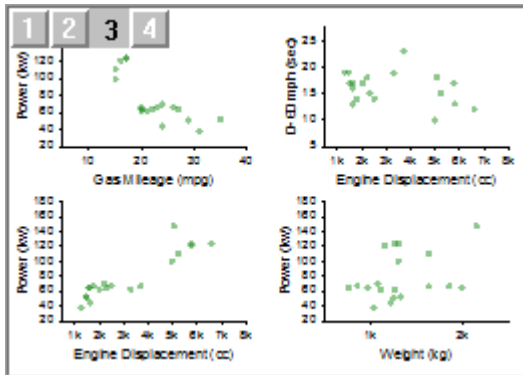 1 2 3 4
Power (kw)
120
100
80
60
40
20
10 20 30 40
Gas Mileage (mpg)
0-60 mph (sec)
25
20
15
10
5
1k 2k 3k 4k 5k 6k 7k 8k
Engine Displacement (cc)
Power (kw)
180
160
140
120
100
80
60
40
20
1k 2k 3k 4k 5k 6k 7k 8k
Engine Displacement (cc)
Power (kw)
180
160
140
120
100
80
60
40
20
1k 2k
Weight (kg)